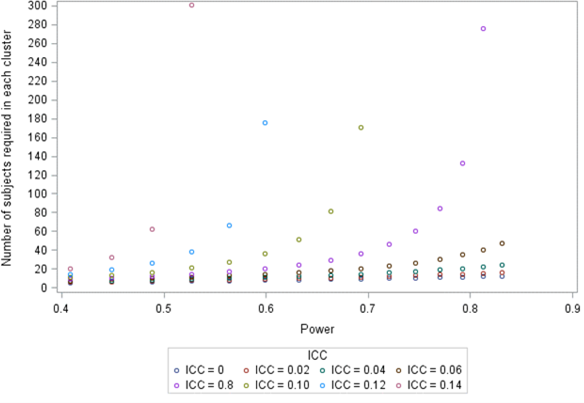 Number of subjects required in each cluster
300
280
260
240
220
200
180
160
140
120
100
80
60
40
20
0
0.4 0.5 0.6 0.7 0.8 0.9
Power
ICC
ICC = 0 ICC = 0.02 ICC = 0.04 ICC = 0.06
ICC = 0.8 ICC = 0.10 ICC = 0.12 ICC = 0.14